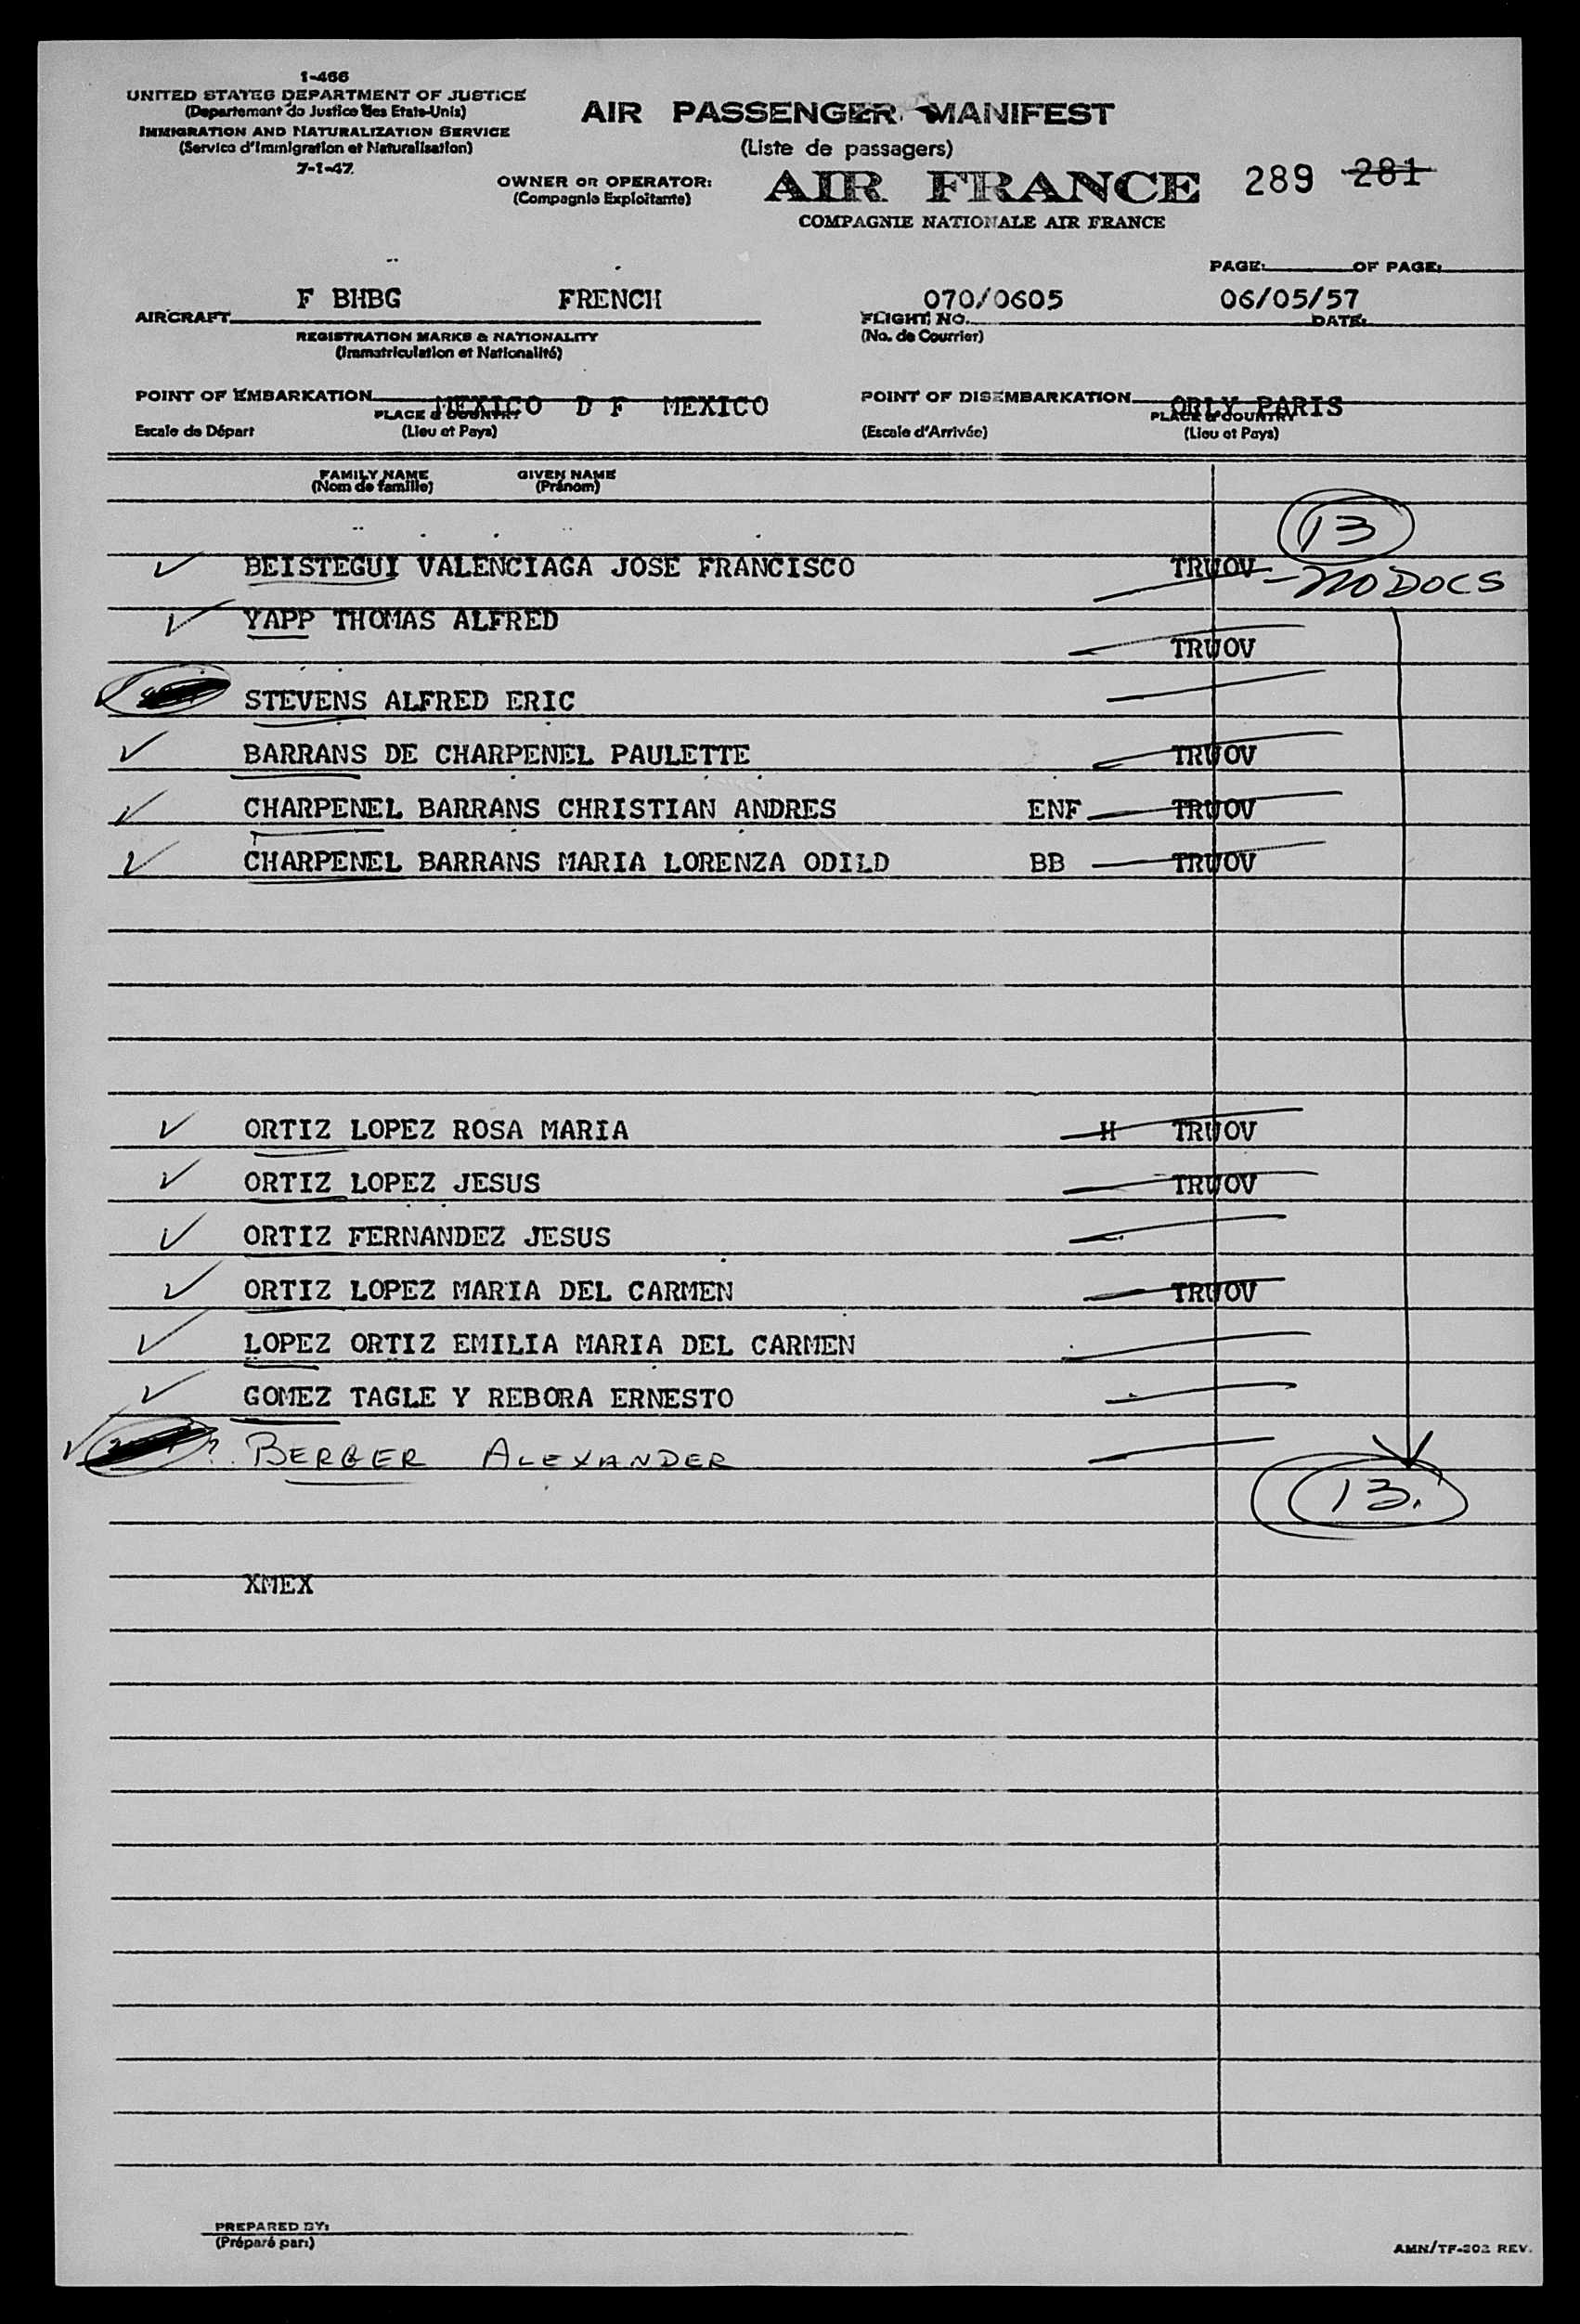 I-466
UNITED STATES DEPARTMENT OF JUSTICE
(Departement do Justice des Etats-Unis)
IMMIGRATION AND NATURALIZATION SERVICE
(Service d'Immigration et Naturalisation)
7-1-47.
AIR PASSENGER MANIFEST
(Liste de passagers)
OWNER OR OPERATOR:
(Compagnie Exploitante)
AIR FRANCE 289 281
COMPAGNIE NATIONALE AIR FRANCE
PAGE: OF PAGE:
F BHBG FRENCH 070/0605 06/05/57
AIRCRAFT FLIGHT NO. DATE:
REGISTRATION MARKS & NATIONALITY (No. de Courrier)
(Immatriculation et Nationalité)
POINT OF EMBARKATION MEXICO D F MEXICO POINT OF DISEMBARKATION ORLY PARIS
PLACE & COUNTRY PLACE & COUNTRY
Escale de Départ (Lieu et Pays) (Escale d'Arrivée) (Lieu et Pays)
FAMILY NAME GIVEN NAME
(Nom de famille) (Prénom)
13
✓ BEISTEGUI VALENCIAGA JOSE FRANCISCO TRUOV - NO DOCS
✓ YAPP THOMAS ALFRED TRUOV
✓ STEVENS ALFRED ERIC
✓ BARRANS DE CHARPENEL PAULETTE TRUOV
✓ CHARPENEL BARRANS CHRISTIAN ANDRES ENF TRUOV
✓ CHARPENEL BARRANS MARIA LORENZA ODILD BB TRUOV
✓ ORTIZ LOPEZ ROSA MARIA H TRUOV
✓ ORTIZ LOPEZ JESUS TRUOV
✓ ORTIZ FERNANDEZ JESUS
✓ ORTIZ LOPEZ MARIA DEL CARMEN TRUOV
✓ LOPEZ ORTIZ EMILIA MARIA DEL CARMEN
✓ GOMEZ TAGLE Y REBORA ERNESTO
✓ BERGER ALEXANDER
13.
XMEX
PREPARED BY:
(Préparé par:)
AMN/TF-202 REV.